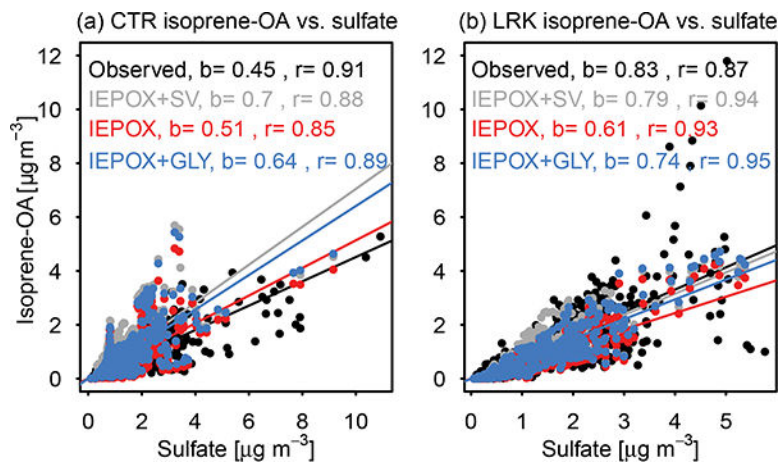 (a) CTR isoprene-OA vs. sulfate
(b) LRK isoprene-OA vs. sulfate
Isoprene-OA [µg m−3]
12
10
8
6
4
2
0
Observed, b= 0.45 , r= 0.91
IEPOX+SV, b= 0.7 , r= 0.88
IEPOX, b= 0.51 , r= 0.85
IEPOX+GLY, b= 0.64 , r= 0.89
0 2 4 6 8 10
Sulfate [µg m−3]
12
10
8
6
4
2
0
Observed, b= 0.83 , r= 0.87
IEPOX+SV, b= 0.79 , r= 0.94
IEPOX, b= 0.61 , r= 0.93
IEPOX+GLY, b= 0.74 , r= 0.95
0 1 2 3 4 5
Sulfate [µg m−3]